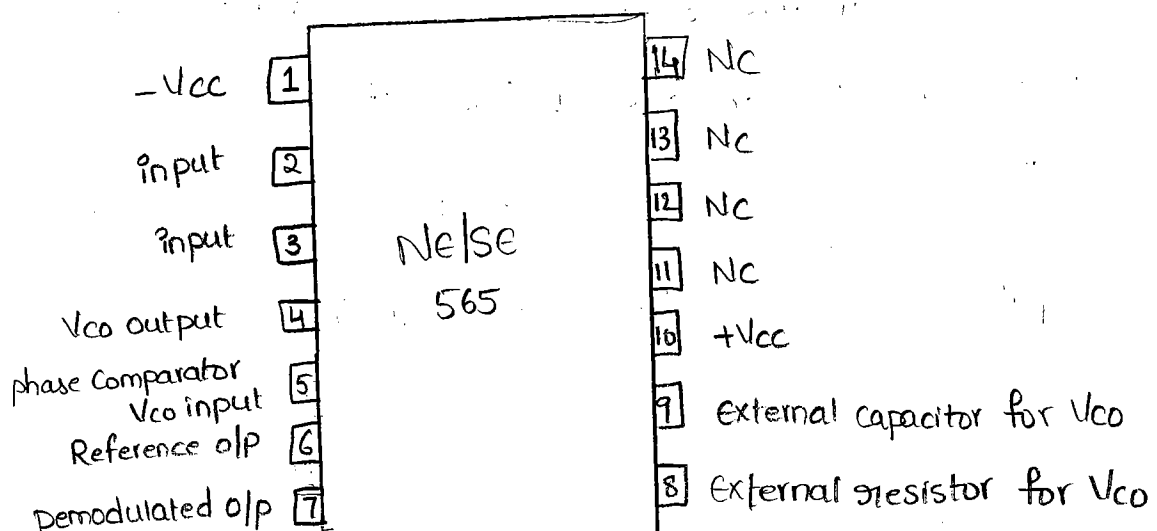 -Vcc 1
input 2
input 3
Vco output 4
phase comparator
Vco input 5
Reference o/p 6
Demodulated o/p 7
NE/SE
565
14 NC
13 NC
12 NC
11 NC
10 +Vcc
9 External capacitor for Vco
8 External resistor for Vco